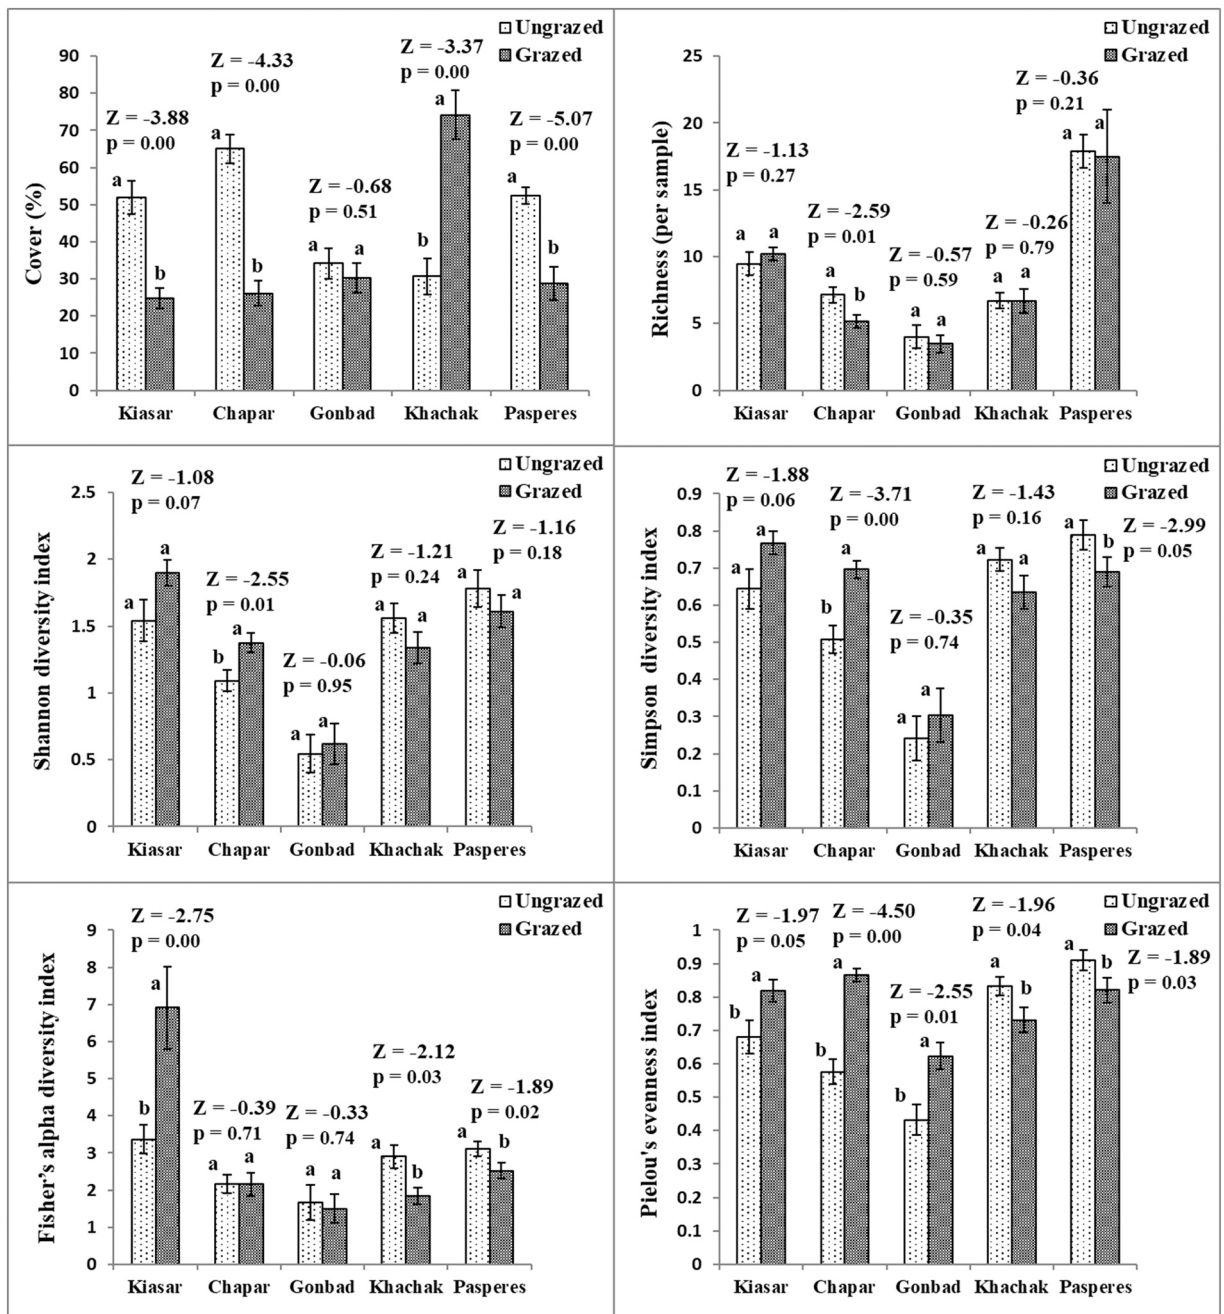 Ungrazed
Grazed
Z = -3.88
p = 0.00
Z = -4.33
p = 0.00
Z = -0.68
p = 0.51
Z = -3.37
p = 0.00
Z = -5.07
p = 0.00
a
b
a
b
a
a
b
a
a
b
Cover (%)
90
80
70
60
50
40
30
20
10
0
Kiasar
Chapar
Gonbad
Khachak
Pasperes
Ungrazed
Grazed
Z = -1.13
p = 0.27
Z = -2.59
p = 0.01
Z = -0.57
p = 0.59
Z = -0.26
p = 0.79
Z = -0.36
p = 0.21
a
a
a
b
a
a
a
a
a
a
Richness (per sample)
25
20
15
10
5
0
Kiasar
Chapar
Gonbad
Khachak
Pasperes
Ungrazed
Grazed
Z = -1.08
p = 0.07
Z = -2.55
p = 0.01
Z = -0.06
p = 0.95
Z = -1.21
p = 0.24
Z = -1.16
p = 0.18
a
a
b
a
a
a
a
a
a
a
Shannon diversity index
2.5
2
1.5
1
0.5
0
Kiasar
Chapar
Gonbad
Khachak
Pasperes
Ungrazed
Grazed
Z = -1.88
p = 0.06
Z = -3.71
p = 0.00
Z = -0.35
p = 0.74
Z = -1.43
p = 0.16
Z = -2.99
p = 0.05
a
a
b
a
a
a
a
a
a
b
Simpson diversity index
0.9
0.8
0.7
0.6
0.5
0.4
0.3
0.2
0.1
0
Kiasar
Chapar
Gonbad
Khachak
Pasperes
Ungrazed
Grazed
Z = -2.75
p = 0.00
Z = -0.39
p = 0.71
Z = -0.33
p = 0.74
Z = -2.12
p = 0.03
Z = -1.89
p = 0.02
b
a
a
a
a
a
a
b
a
b
Fisher's alpha diversity index
9
8
7
6
5
4
3
2
1
0
Kiasar
Chapar
Gonbad
Khachak
Pasperes
Ungrazed
Grazed
Z = -1.97
p = 0.05
Z = -4.50
p = 0.00
Z = -2.55
p = 0.01
Z = -1.96
p = 0.04
Z = -1.89
p = 0.03
b
a
b
a
b
a
a
b
a
b
Pielou's evenness index
1
0.9
0.8
0.7
0.6
0.5
0.4
0.3
0.2
0.1
0
Kiasar
Chapar
Gonbad
Khachak
Pasperes